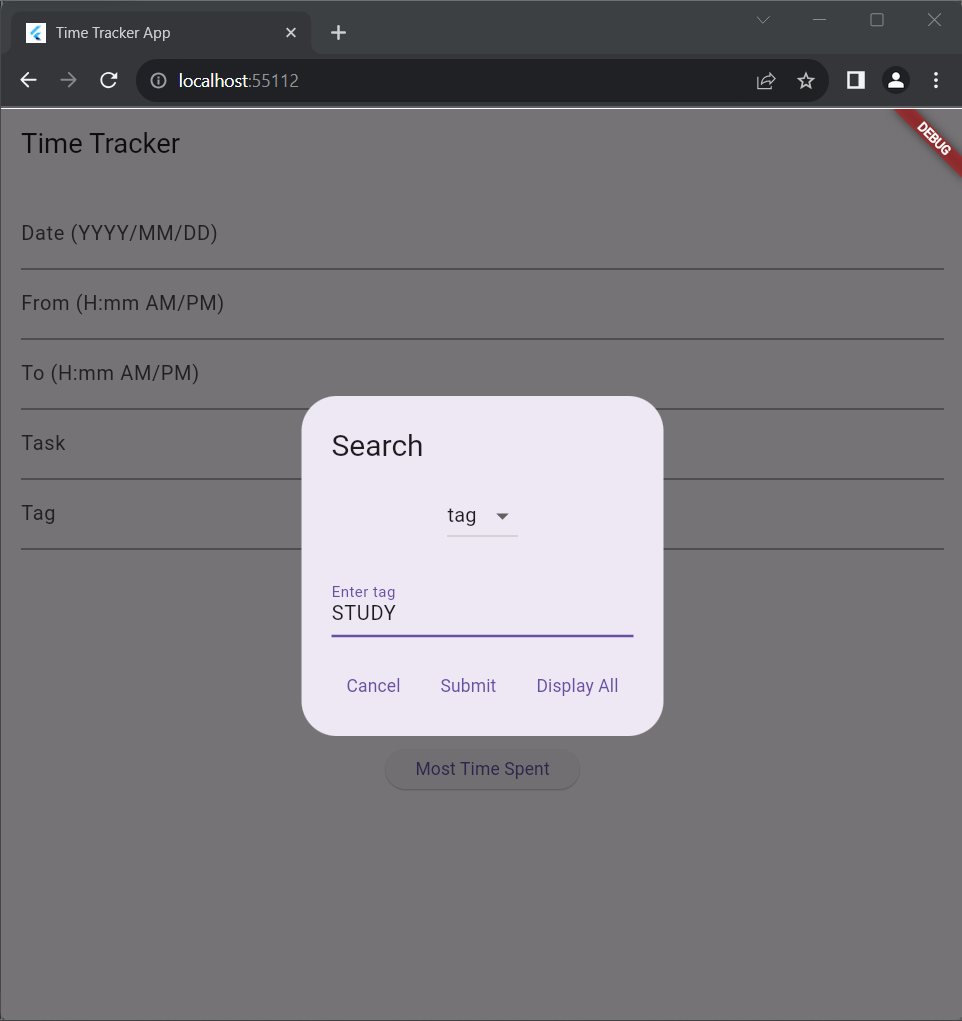 Time Tracker App
localhost:55112
Time Tracker
DEBUG
Date (YYYY/MM/DD)
From (H:mm AM/PM)
To (H:mm AM/PM)
Task
Tag
Search
tag
Enter tag
STUDY
Cancel Submit Display All
Most Time Spent